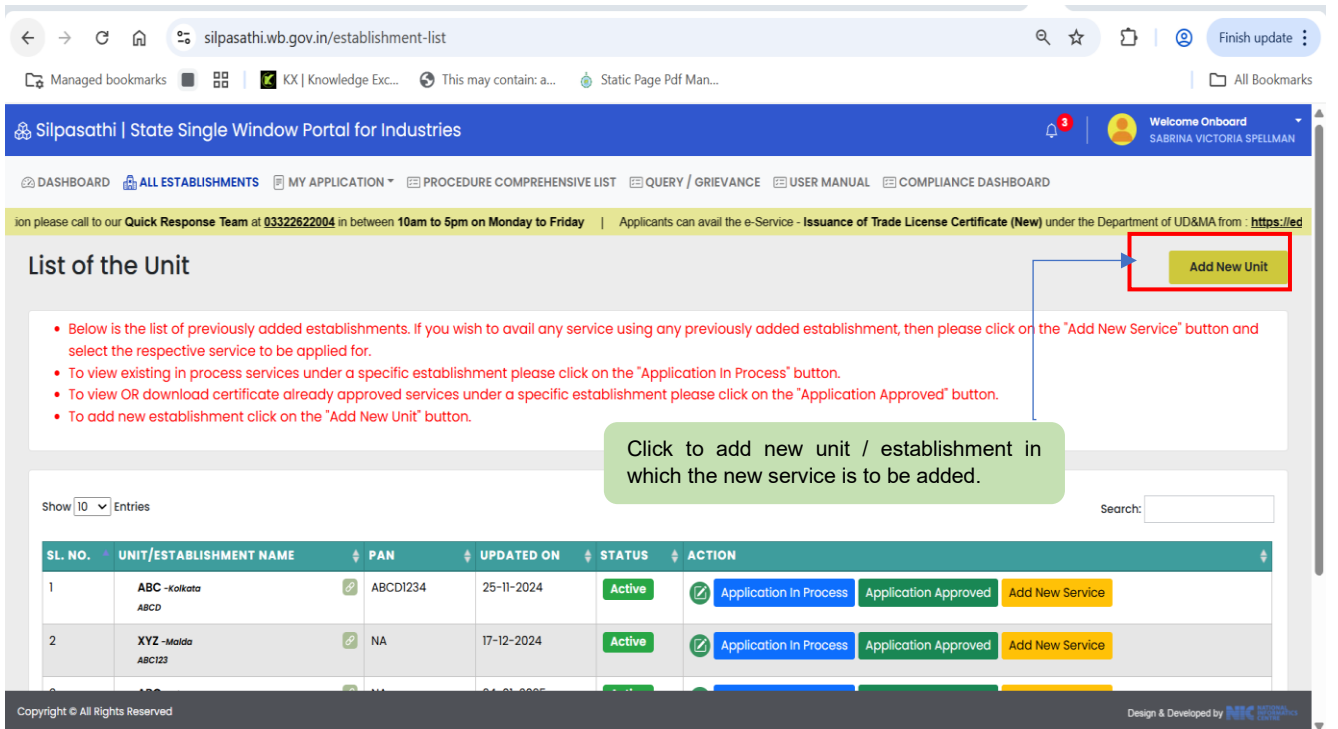 silpasathi.wb.gov.in/establishment-list
Finish update
Managed bookmarks
KX | Knowledge Exc...
This may contain: a...
Static Page Pdf Man...
All Bookmarks
Silpasathi | State Single Window Portal for Industries
3
Welcome Onboard
SABRINA VICTORIA SPELLMAN
DASHBOARD ALL ESTABLISHMENTS MY APPLICATION PROCEDURE COMPREHENSIVE LIST QUERY / GRIEVANCE USER MANUAL COMPLIANCE DASHBOARD
ion please call to our Quick Response Team at 03322622004 in between 10am to 5pm on Monday to Friday | Applicants can avail the e-Service - Issuance of Trade License Certificate (New) under the Department of UD&MA from : https://ed
List of the Unit
Add New Unit
• Below is the list of previously added establishments. If you wish to avail any service using any previously added establishment, then please click on the "Add New Service" button and
select the respective service to be applied for.
• To view existing in process services under a specific establishment please click on the "Application In Process" button.
• To view OR download certificate already approved services under a specific establishment please click on the "Application Approved" button.
• To add new establishment click on the "Add New Unit" button.
Click to add new unit / establishment in
which the new service is to be added.
Show 10 Entries
Search:
SL. NO. UNIT/ESTABLISHMENT NAME PAN UPDATED ON STATUS ACTION
1 ABC -Kolkata ABCD1234 25-11-2024 Active Application In Process Application Approved Add New Service
ABCD
2 XYZ -Malda NA 17-12-2024 Active Application In Process Application Approved Add New Service
ABC123
Copyright © All Rights Reserved
Design & Developed by NIC NATIONAL INFORMATICS CENTRE